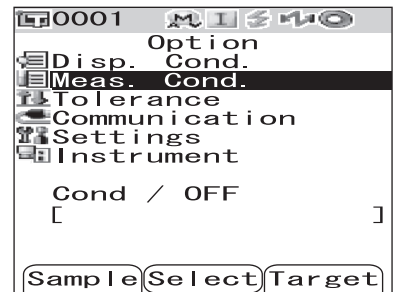 0001 M I
Option
Disp. Cond.
Meas. Cond.
Tolerance
Communication
Settings
Instrument
Cond / OFF
[ ]
Sample Select Target